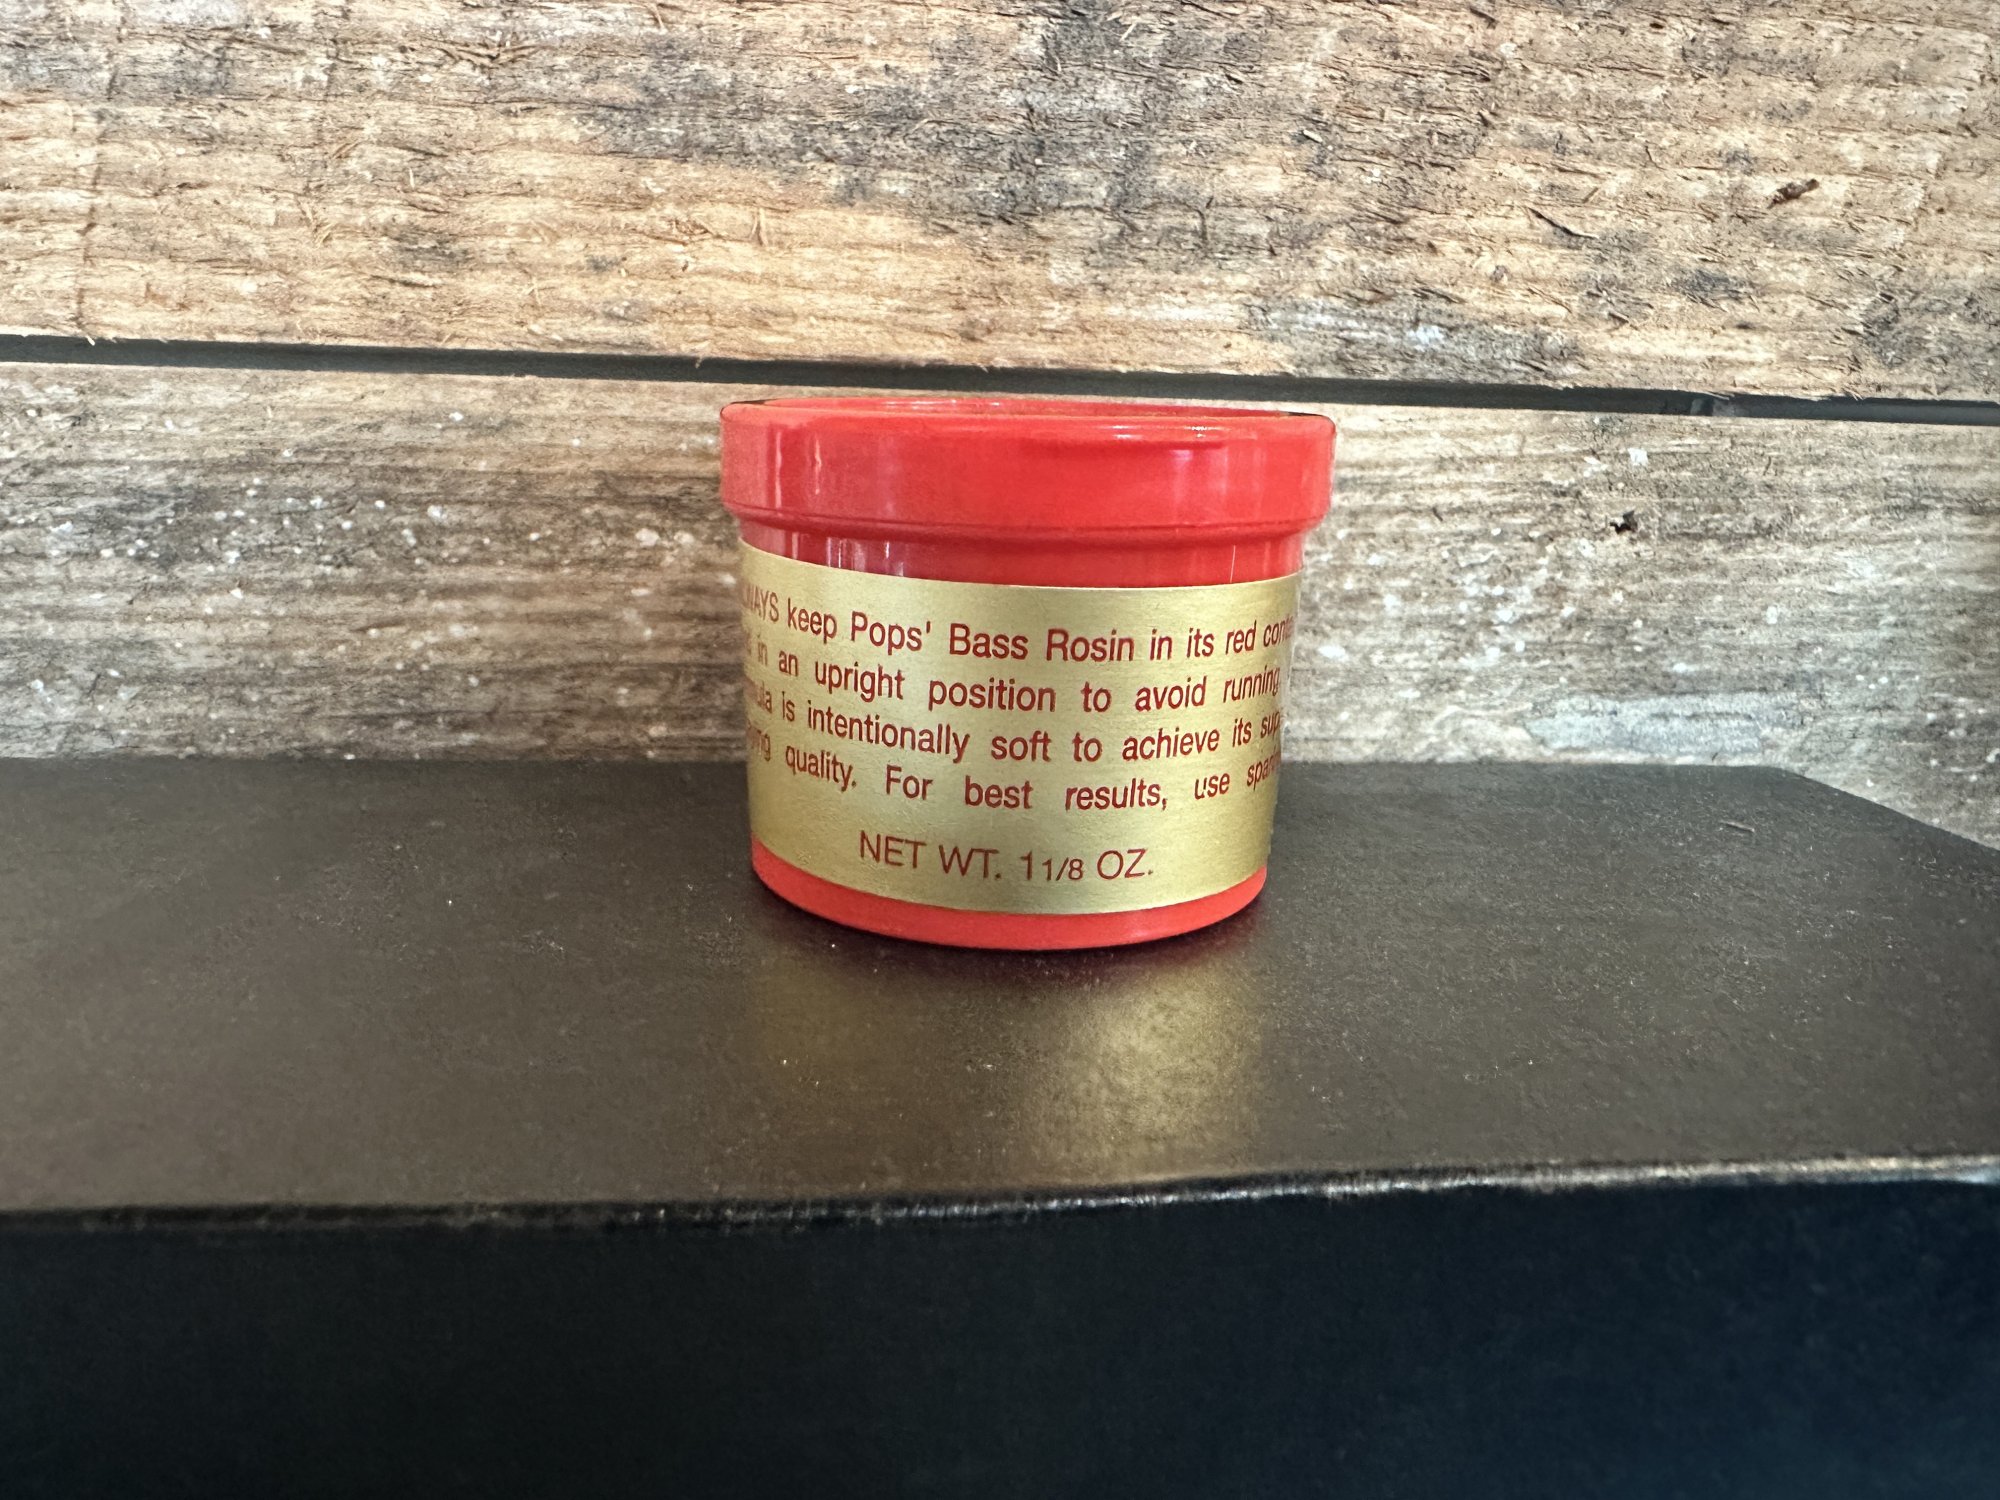 ALWAYS keep Pops' Bass Rosin in its red
in an upright position to avoid running.
is intentionally soft to achieve its
quality. For best results, use
NET WT. 1 1/8 OZ.